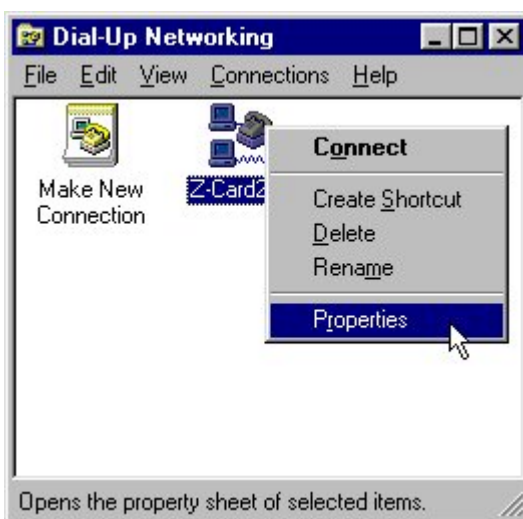 Dial-Up Networking
File Edit View Connections Help
Make New
Connection
Z-Card2
Connect
Create Shortcut
Delete
Rename
Properties
Opens the property sheet of selected items.